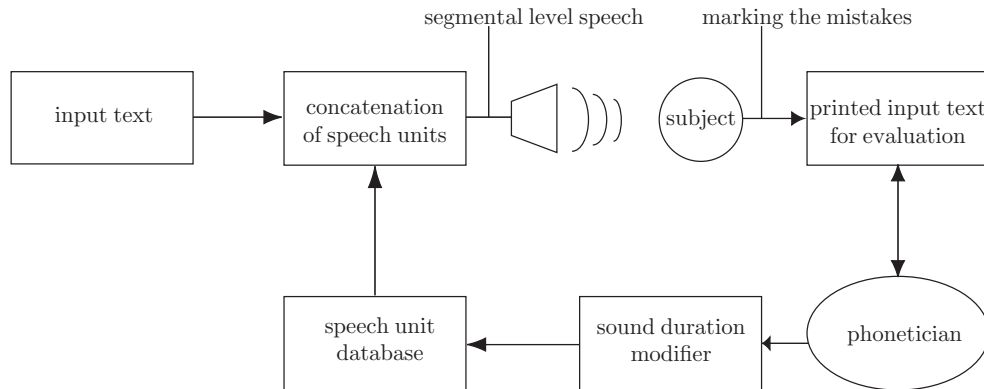 segmental level speech
marking the mistakes
input text
concatenation
of speech units
subject
printed input text
for evaluation
speech unit
database
sound duration
modifier
phonetician